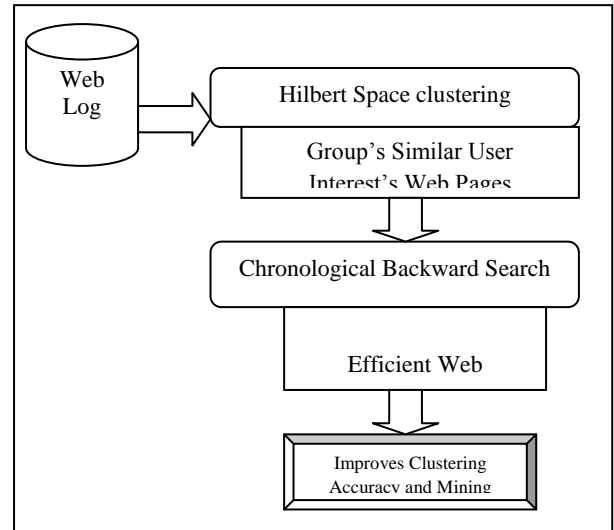 Web
Log
Hilbert Space clustering
Group's Similar User
Interest's Web Pages
Chronological Backward Search
Efficient Web
Improves Clustering
Accuracy and Mining